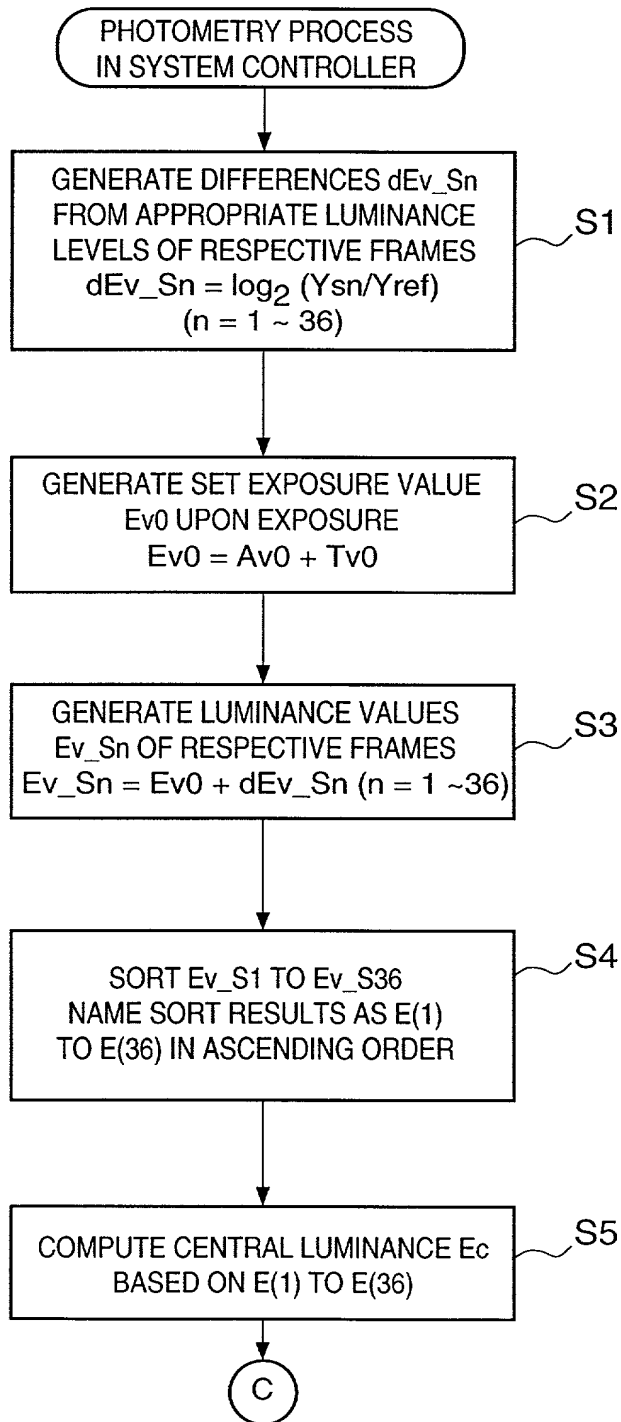 PHOTOMETRY PROCESS
IN SYSTEM CONTROLLER
GENERATE DIFFERENCES dEv_Sn
FROM APPROPRIATE LUMINANCE
LEVELS OF RESPECTIVE FRAMES
dEv_Sn = log2 (Ysn/Yref)
(n = 1 ~ 36)
S1
GENERATE SET EXPOSURE VALUE
Ev0 UPON EXPOSURE
Ev0 = Av0 + Tv0
S2
GENERATE LUMINANCE VALUES
Ev_Sn OF RESPECTIVE FRAMES
Ev_Sn = Ev0 + dEv_Sn (n = 1 ~36)
S3
SORT Ev_S1 TO Ev_S36
NAME SORT RESULTS AS E(1)
TO E(36) IN ASCENDING ORDER
S4
COMPUTE CENTRAL LUMINANCE Ec
BASED ON E(1) TO E(36)
S5
C